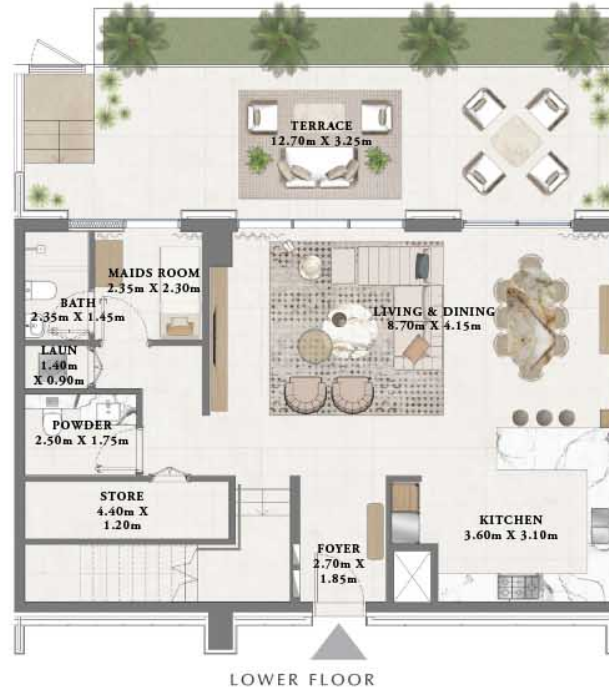 TERRACE
12.70m X 3.25m
MAIDS ROOM
2.35m X 2.30m
BATH
2.35m X 1.45m
LIVING & DINING
8.70m X 4.15m
LAUN
1.40m
X 0.90m
POWDER
2.50m X 1.75m
STORE
4.40m X
1.20m
KITCHEN
3.60m X 3.10m
FOYER
2.70m X
1.85m
LOWER FLOOR